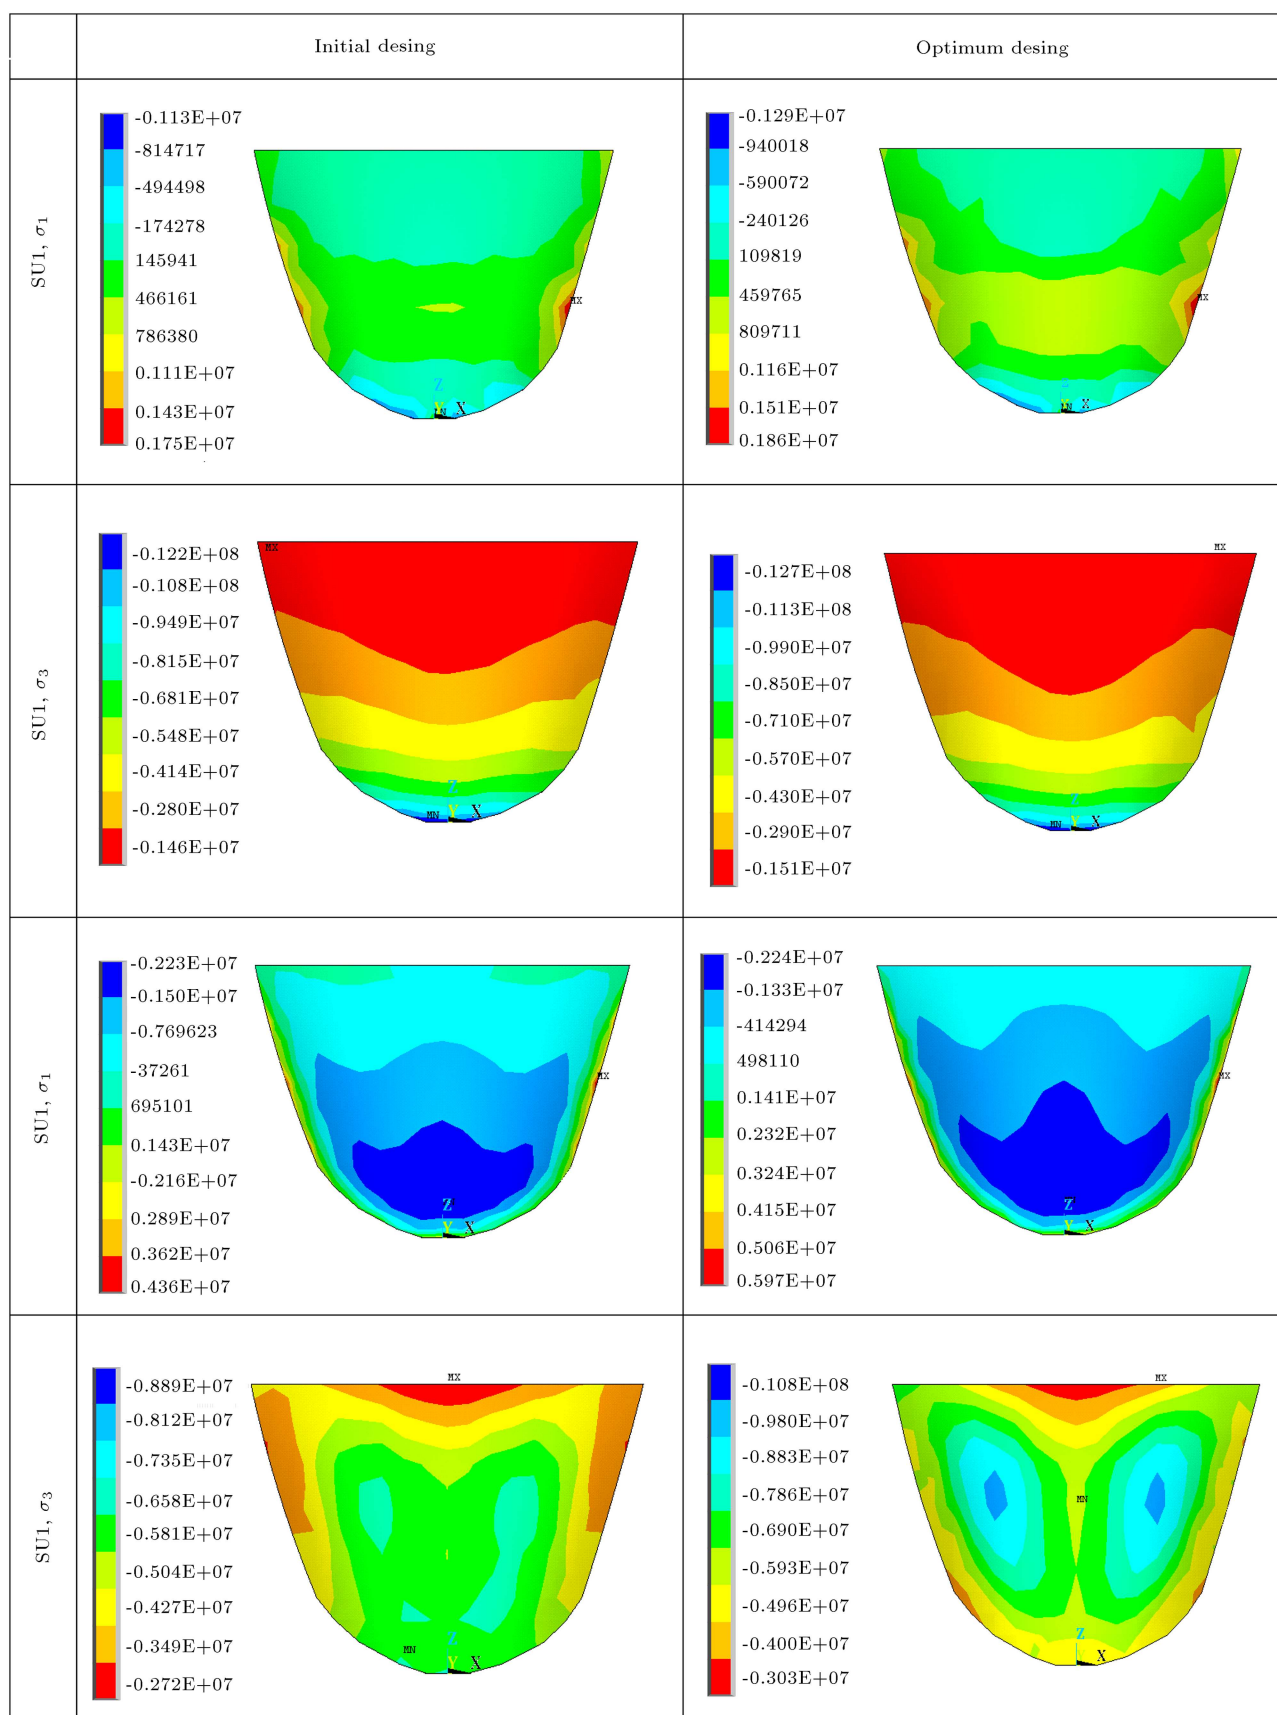 Initial desing
Optimum desing
SU1, σ1
-0.113E+07
-814717
-494498
-174278
145941
466161
786380
0.111E+07
0.143E+07
0.175E+07
MX
Z
Y
MN
X
-0.129E+07
-940018
-590072
-240126
109819
459765
809711
0.116E+07
0.151E+07
0.186E+07
MX
Z
Y
MN
X
SU1, σ3
-0.122E+08
-0.108E+08
-0.949E+07
-0.815E+07
-0.681E+07
-0.548E+07
-0.414E+07
-0.280E+07
-0.146E+07
MX
Z
MN
Y
X
-0.127E+08
-0.113E+08
-0.990E+07
-0.850E+07
-0.710E+07
-0.570E+07
-0.430E+07
-0.290E+07
-0.151E+07
MX
Z
MN
Y
X
SU1, σ1
-0.223E+07
-0.150E+07
-0.769623
-37261
695101
0.143E+07
-0.216E+07
0.289E+07
0.362E+07
0.436E+07
MX
Z
Y
X
-0.224E+07
-0.133E+07
-414294
498110
0.141E+07
0.232E+07
0.324E+07
0.415E+07
0.506E+07
0.597E+07
MX
Z
Y
X
SU1, σ3
-0.889E+07
-0.812E+07
-0.735E+07
-0.658E+07
-0.581E+07
-0.504E+07
-0.427E+07
-0.349E+07
-0.272E+07
MX
MN
Z
Y
X
-0.108E+08
-0.980E+07
-0.883E+07
-0.786E+07
-0.690E+07
-0.593E+07
-0.496E+07
-0.400E+07
-0.303E+07
MX
MN
Z
X